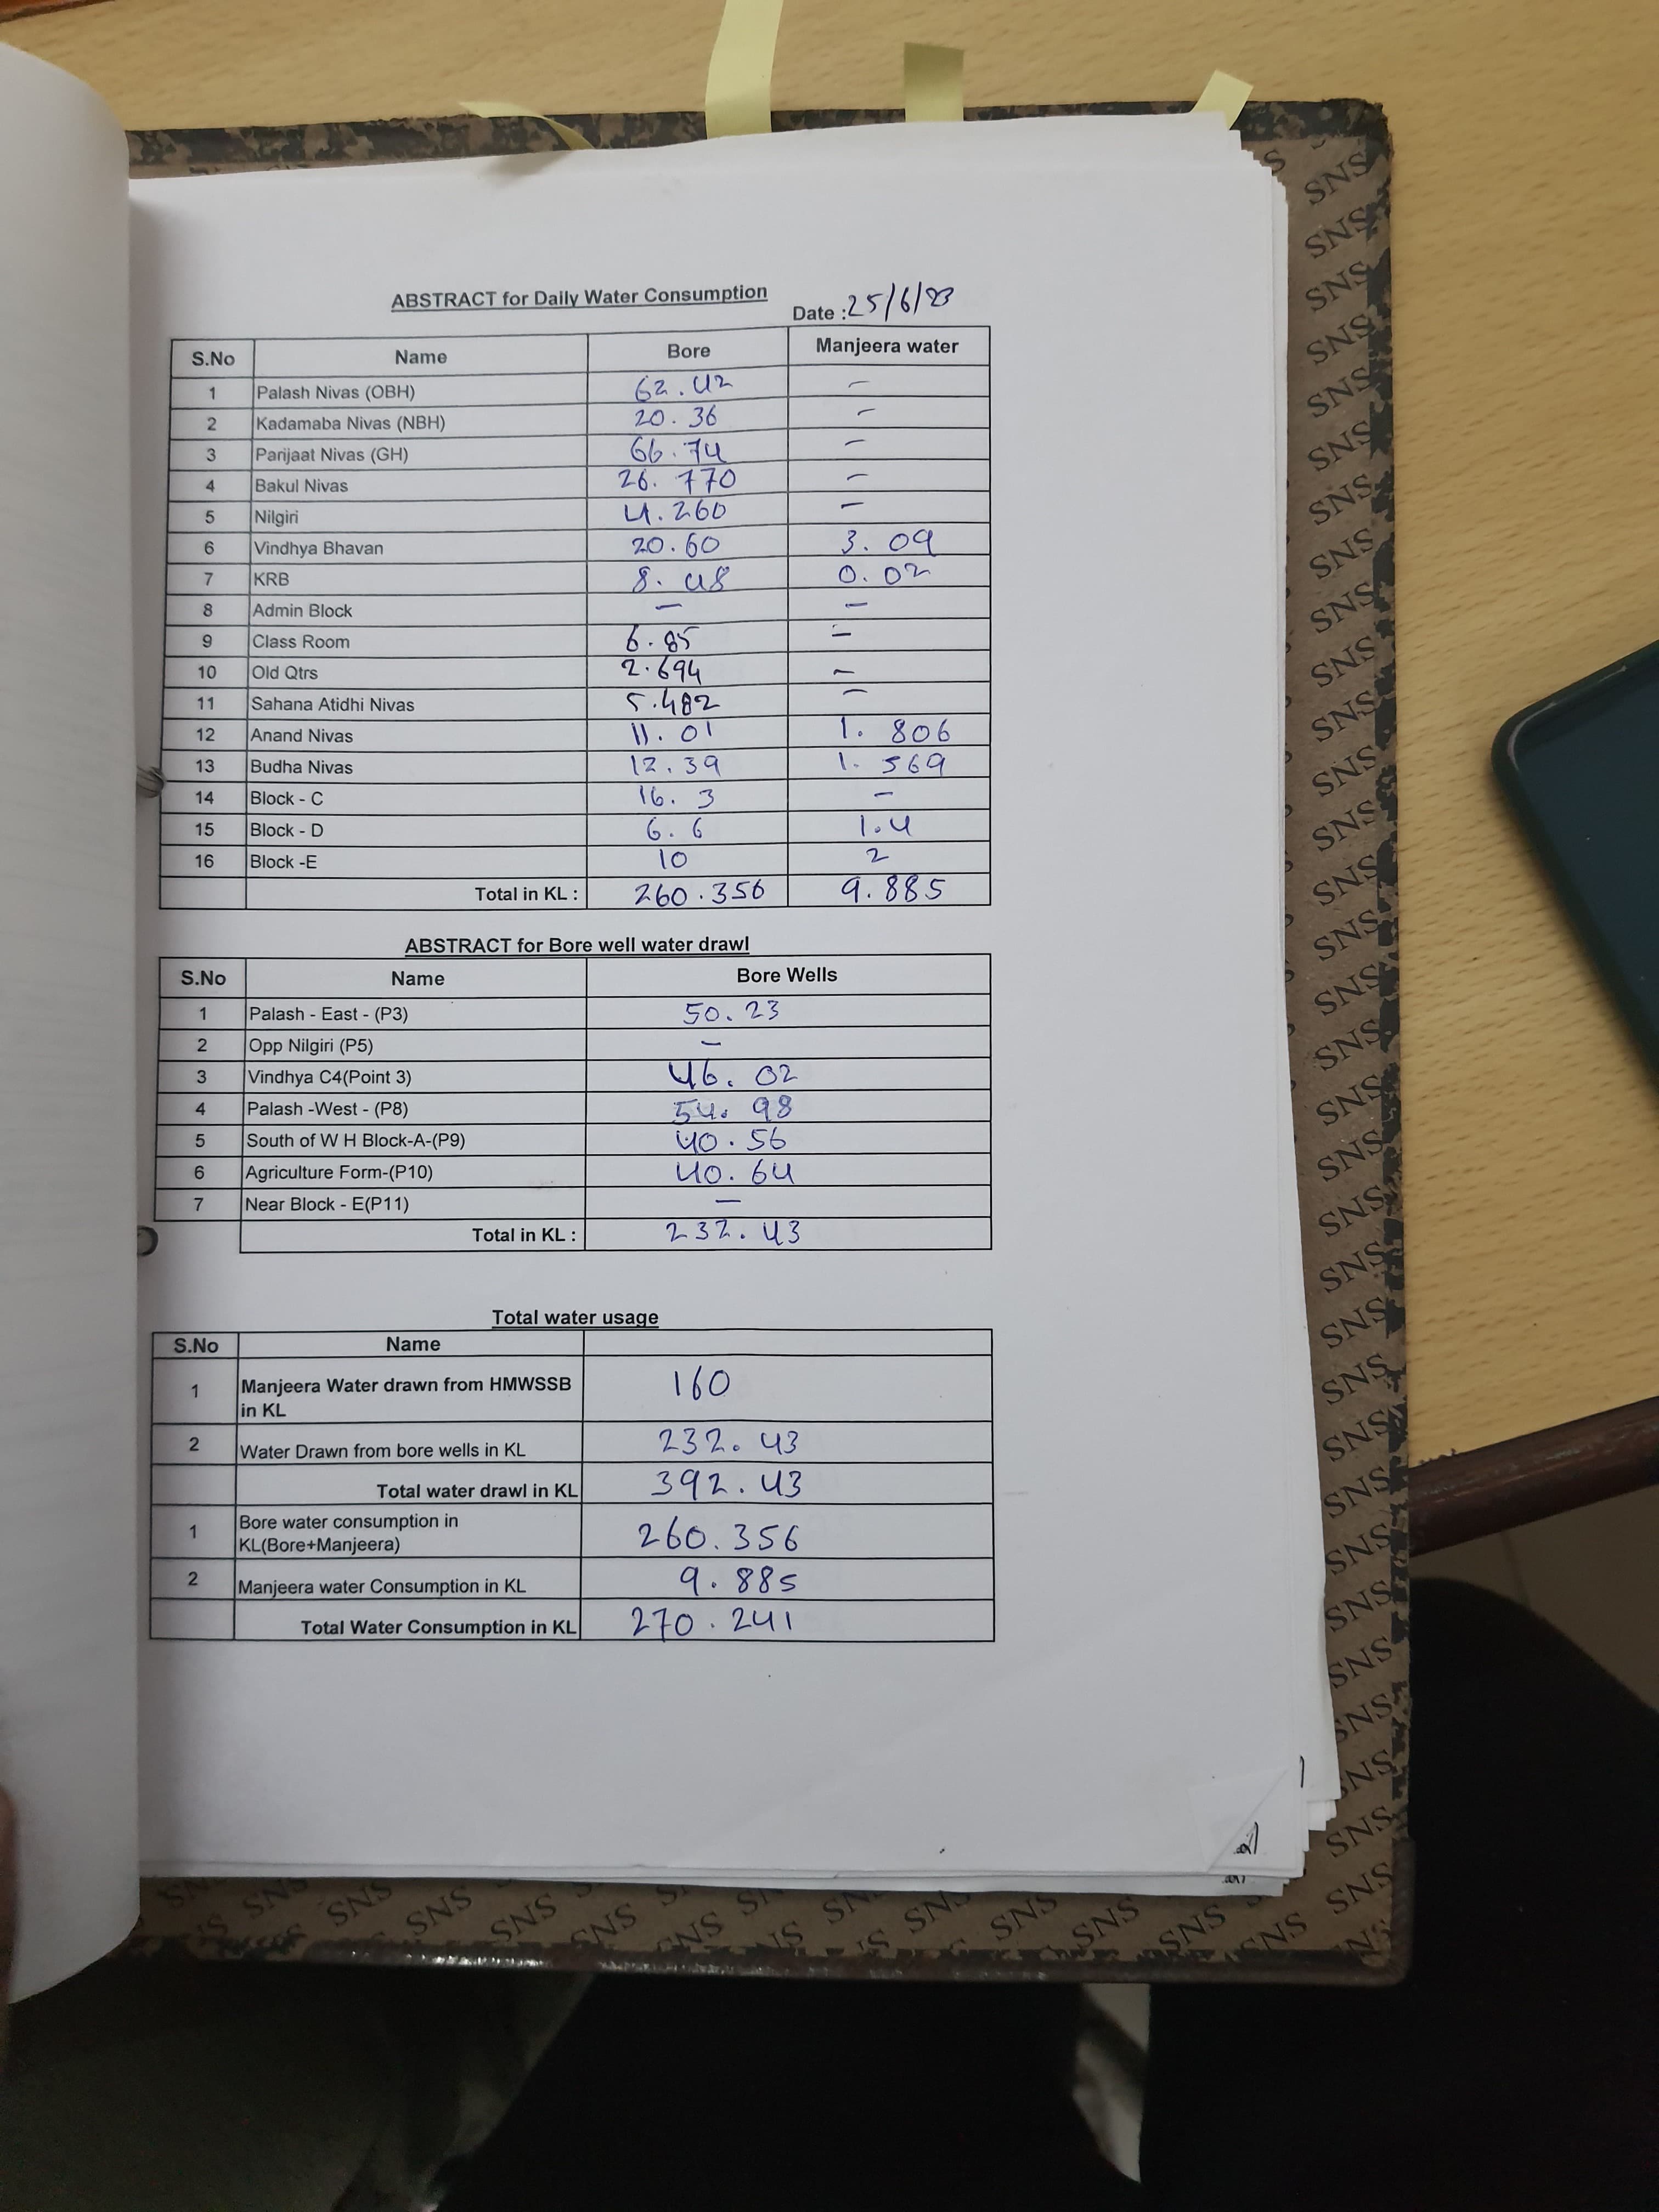 ABSTRACT for Daily Water Consumption
Date : 25/6/23
S.No Name Bore Manjeera water
1 Palash Nivas (OBH) 62.42 –
2 Kadamaba Nivas (NBH) 20.36 –
3 Parijaat Nivas (GH) 66.74 –
4 Bakul Nivas 26.770 –
5 Nilgiri 4.260 –
6 Vindhya Bhavan 20.60 3.09
7 KRB 8.48 0.02
8 Admin Block – –
9 Class Room 6.85 –
10 Old Qtrs 2.694 –
11 Sahana Atidhi Nivas 5.482 –
12 Anand Nivas 11.01 1.806
13 Budha Nivas 12.39 1.569
14 Block - C 16.3 –
15 Block - D 6.6 1.4
16 Block -E 10 2
Total in KL : 260.356 9.885
ABSTRACT for Bore well water drawl
S.No Name Bore Wells
1 Palash - East - (P3) 50.23
2 Opp Nilgiri (P5) –
3 Vindhya C4(Point 3) 46.02
4 Palash -West - (P8) 54.98
5 South of W H Block-A-(P9) 40.56
6 Agriculture Form-(P10) 40.64
7 Near Block - E(P11) –
Total in KL : 232.43
Total water usage
S.No Name
1 Manjeera Water drawn from HMWSSB in KL 160
2 Water Drawn from bore wells in KL 232.43
Total water drawl in KL 392.43
1 Bore water consumption in KL(Bore+Manjeera) 260.356
2 Manjeera water Consumption in KL 9.885
Total Water Consumption in KL 270.241
SNS